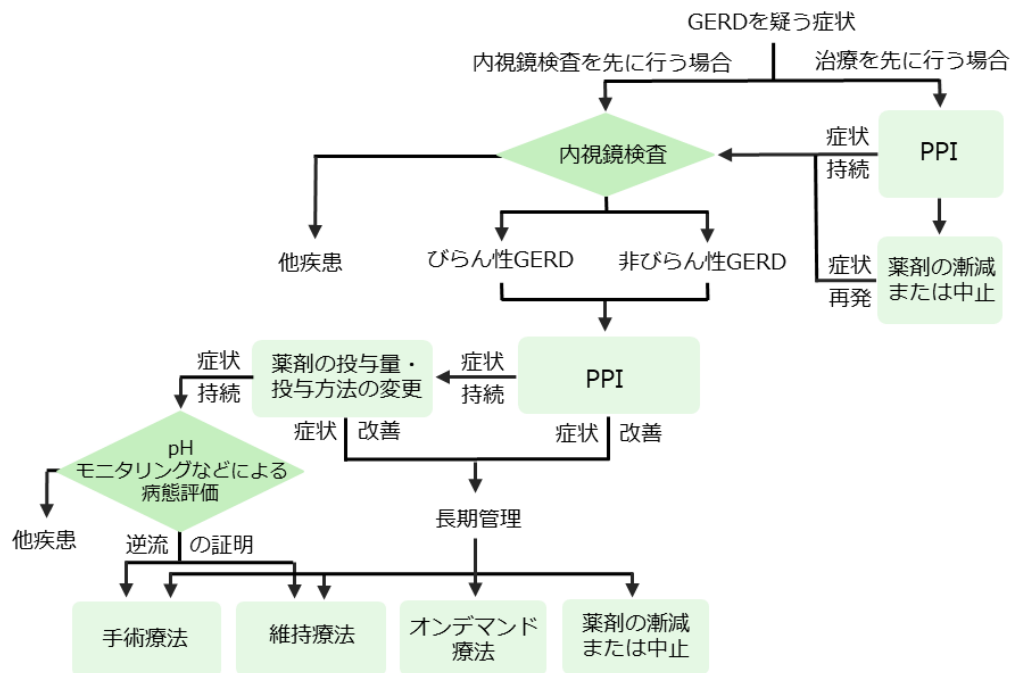 GERDを疑う症状
内視鏡検査を先に行う場合
治療を先に行う場合
内視鏡検査
症状
持続
PPI
他疾患
びらん性GERD
非びらん性GERD
症状
再発
薬剤の漸減
または中止
症状
持続
薬剤の投与量・
投与方法の変更
症状
持続
PPI
症状
改善
症状
改善
pH
モニタリングなどによる
病態評価
他疾患
逆流
の証明
長期管理
手術療法
維持療法
オンデマンド
療法
薬剤の漸減
または中止